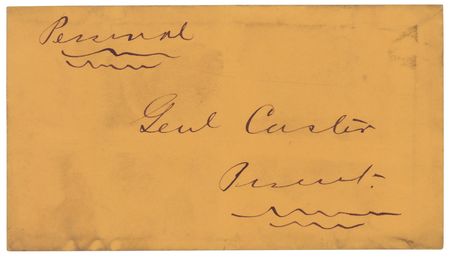 Personal
Genl Custer
Present.